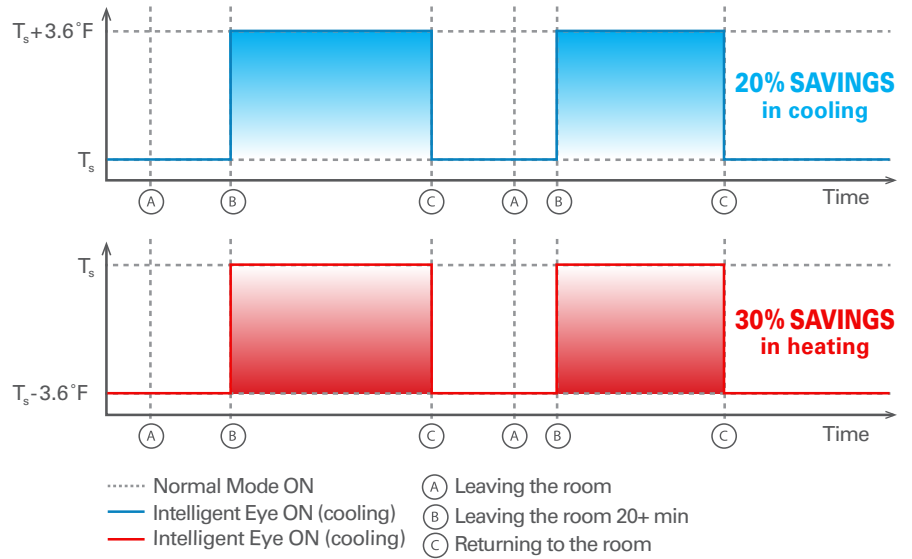 Ts+3.6°F
20% SAVINGS
in cooling
Ts
Time
A B C A B C
Ts
30% SAVINGS
in heating
Ts-3.6°F
Time
A B C A B C
Normal Mode ON
Intelligent Eye ON (cooling)
Intelligent Eye ON (cooling)
A Leaving the room
B Leaving the room 20+ min
C Returning to the room